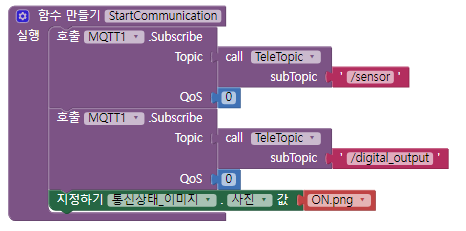 함수 만들기 StartCommunication
실행 호출 MQTT1 .Subscribe
Topic call TeleTopic
subTopic ' /sensor '
QoS 0
호출 MQTT1 .Subscribe
Topic call TeleTopic
subTopic ' /digital_output '
QoS 0
지정하기 통신상태_이미지 . 사진 값 ON.png